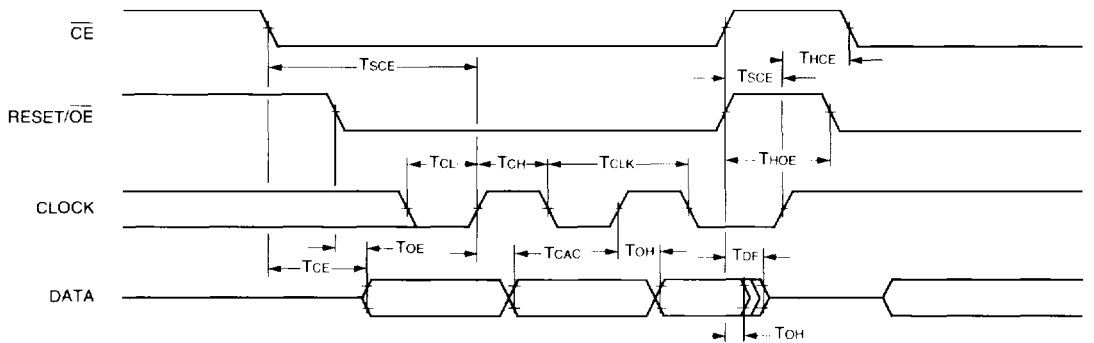 CE
TSCE
THCE
TSCE
RESET/OE
TCL
TCH
TCLK
THOE
CLOCK
TOE
TCE
TCAC
TOH
TDF
DATA
TOH